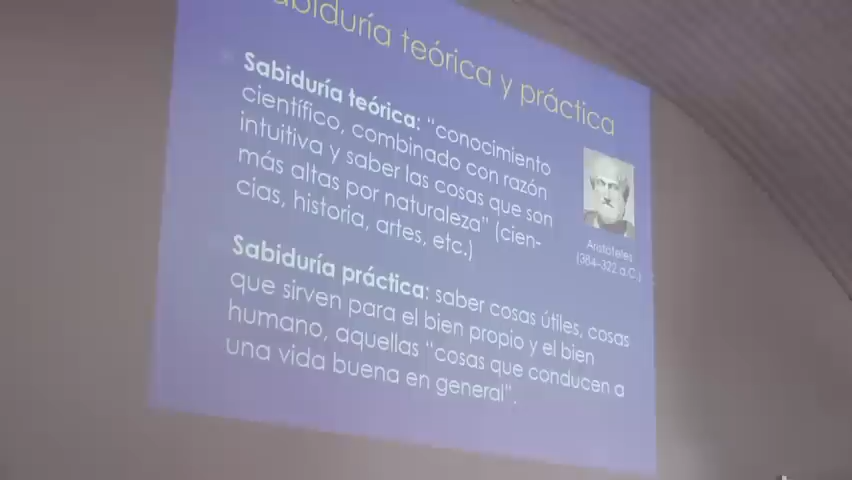 abiduría teórica y práctica
Sabiduría teórica: "conocimiento
científico, combinado con razón
intuitiva y saber las cosas que son
más altas por naturaleza" (cien-
cias, historia, artes, etc.)
Aristóteles
(384-322 a.C.)
Sabiduría práctica: saber cosas útiles, cosas
que sirven para el bien propio y el bien
humano, aquellas "cosas que conducen a
una vida buena en general".